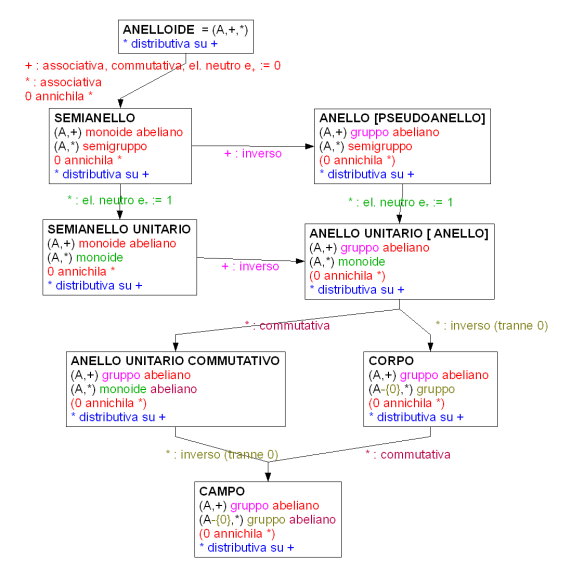 ANELLOIDE = (A,+,*)
* distributiva su +
+ : associativa, commutativa, el. neutro e₊ := 0
* : associativa
0 annichila *
SEMIANELLO
(A,+) monoide abeliano
(A,*) semigruppo
0 annichila *
* distributiva su +
+ : inverso
ANELLO [PSEUDOANELLO]
(A,+) gruppo abeliano
(A,*) semigruppo
(0 annichila *)
* distributiva su +
* : el. neutro e* := 1
* : el. neutro e* := 1
SEMIANELLO UNITARIO
(A,+) monoide abeliano
(A,*) monoide
0 annichila *
* distributiva su +
+ : inverso
ANELLO UNITARIO [ ANELLO]
(A,+) gruppo abeliano
(A,*) monoide
(0 annichila *)
* distributiva su +
* : commutativa
* : inverso (tranne 0)
ANELLO UNITARIO COMMUTATIVO
(A,+) gruppo abeliano
(A,*) monoide abeliano
(0 annichila *)
* distributiva su +
CORPO
(A,+) gruppo abeliano
(A-{0},*) gruppo
(0 annichila *)
* distributiva su +
* : inverso (tranne 0)
* : commutativa
CAMPO
(A,+) gruppo abeliano
(A-{0},*) gruppo abeliano
(0 annichila *)
* distributiva su +